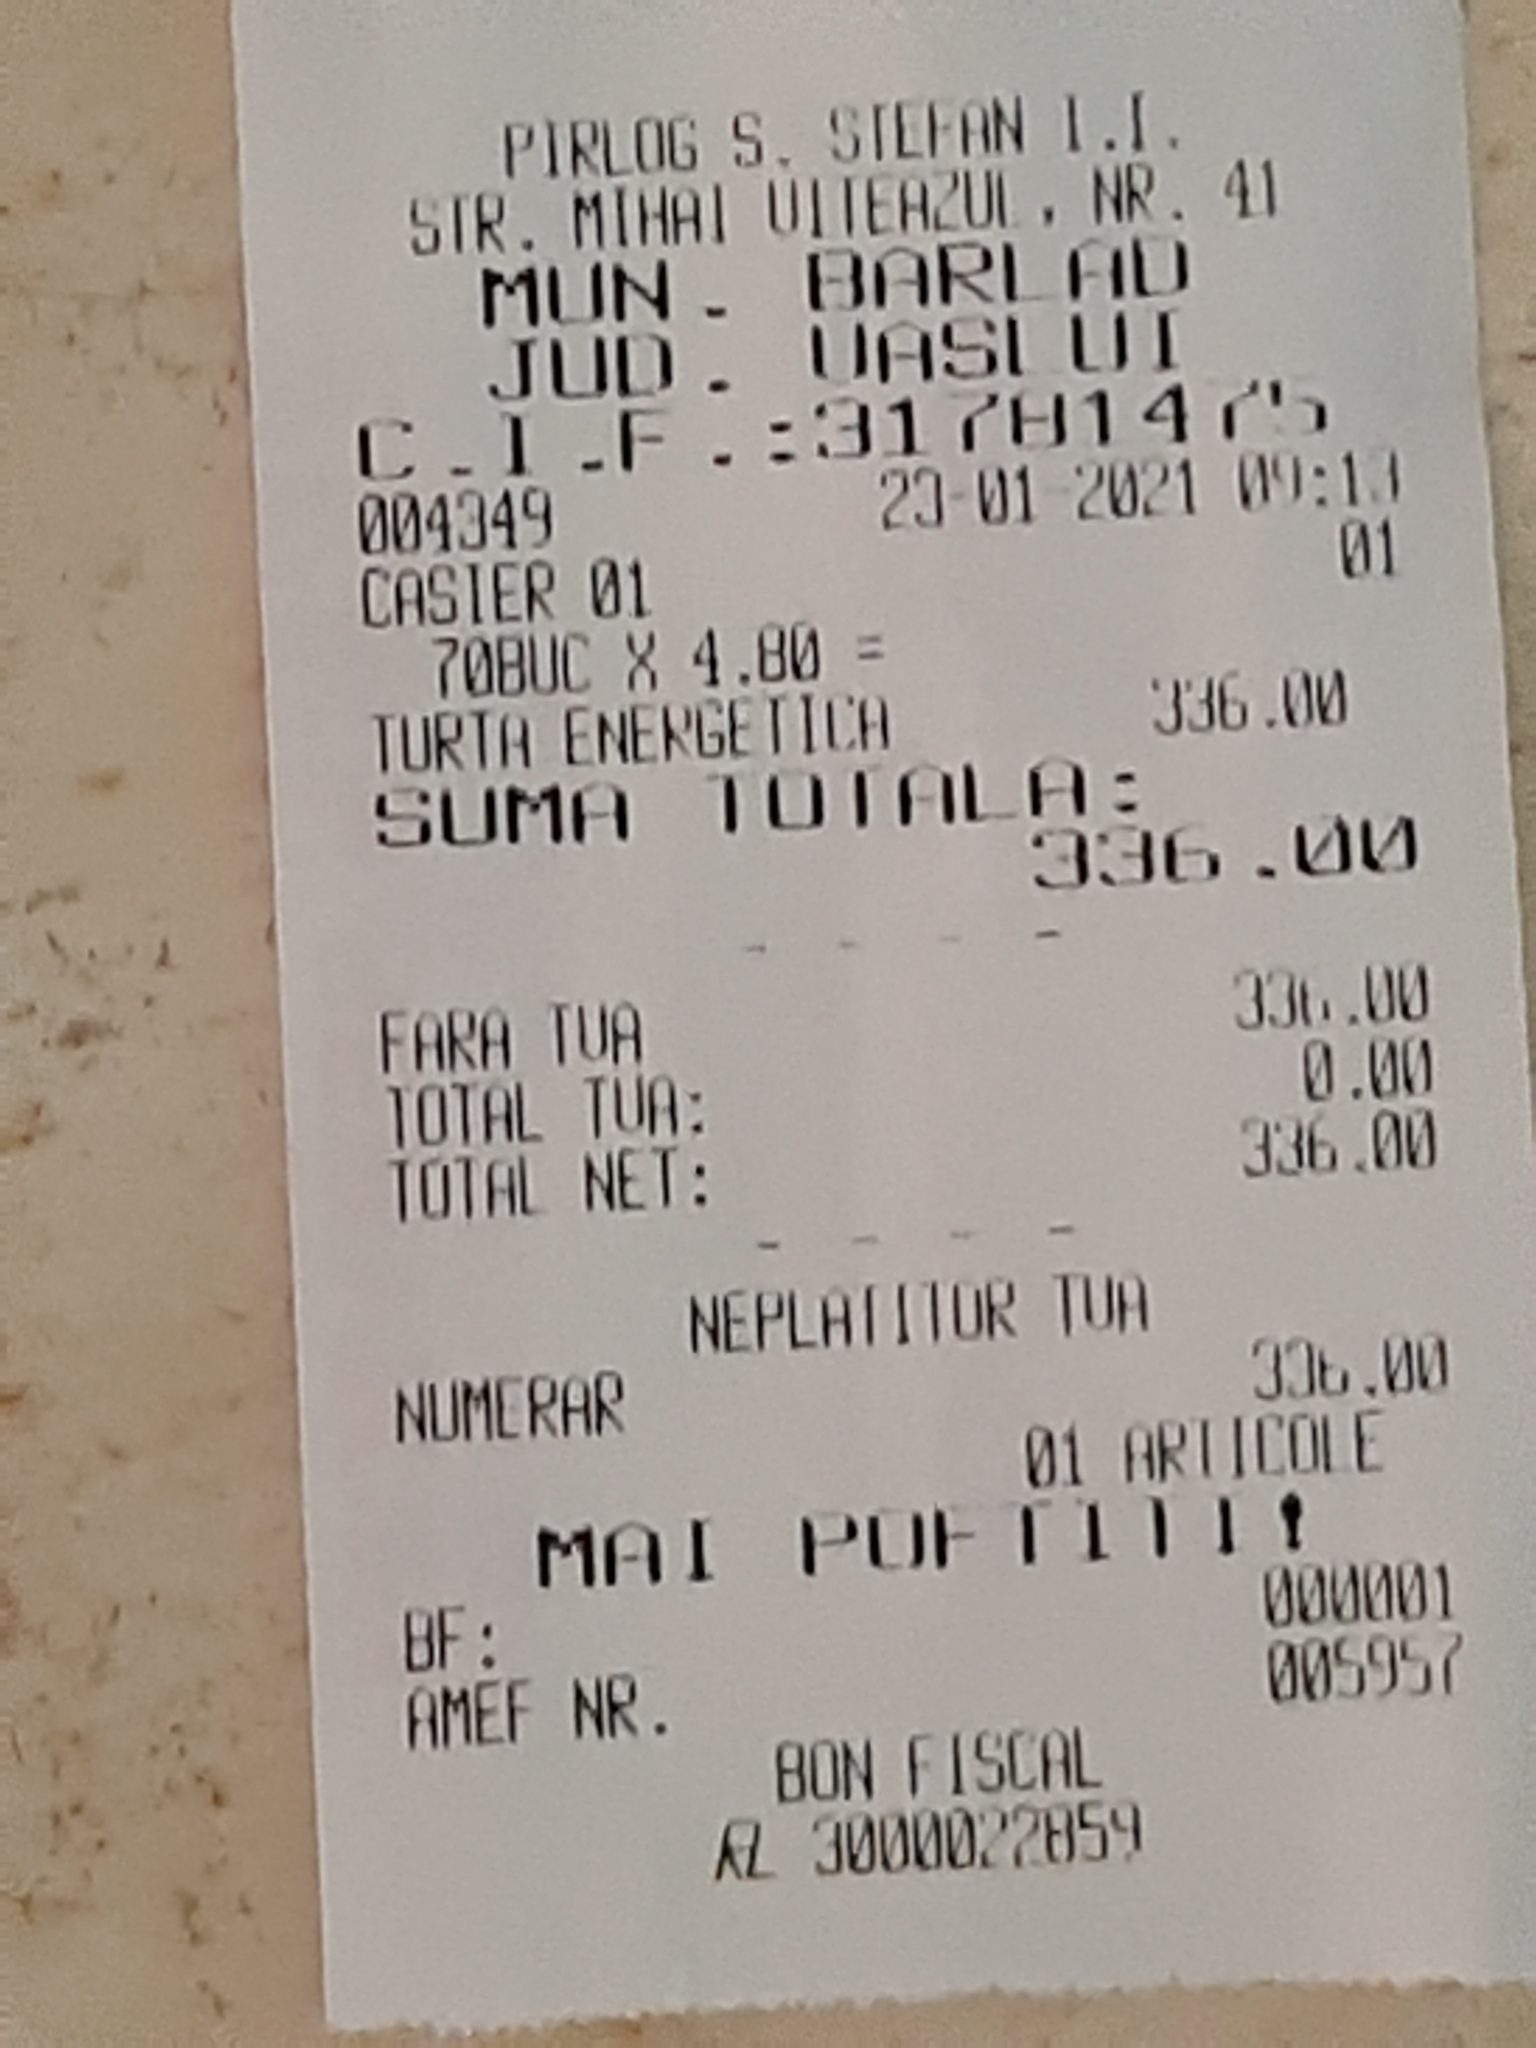 PIRLOG S. STEFAN I.I.
STR. MIHAI VITEAZUL, NR. 41
MUN. BARLAD
JUD. VASLUI
C.I.F.:31781475
004349 23-01-2021 09:13
CASIER 01 01
70BUC X 4.80 =
TURTA ENERGETICA 336.00
SUMA TOTALA:
336.00
- - - -
FARA TVA 336.00
TOTAL TVA: 0.00
TOTAL NET: 336.00
- - - -
NEPLATITOR TVA
NUMERAR 336.00
01 ARTICOLE
MAI POFTITI!
BF: 000001
AMEF NR. 005957
BON FISCAL
RL 3000022859